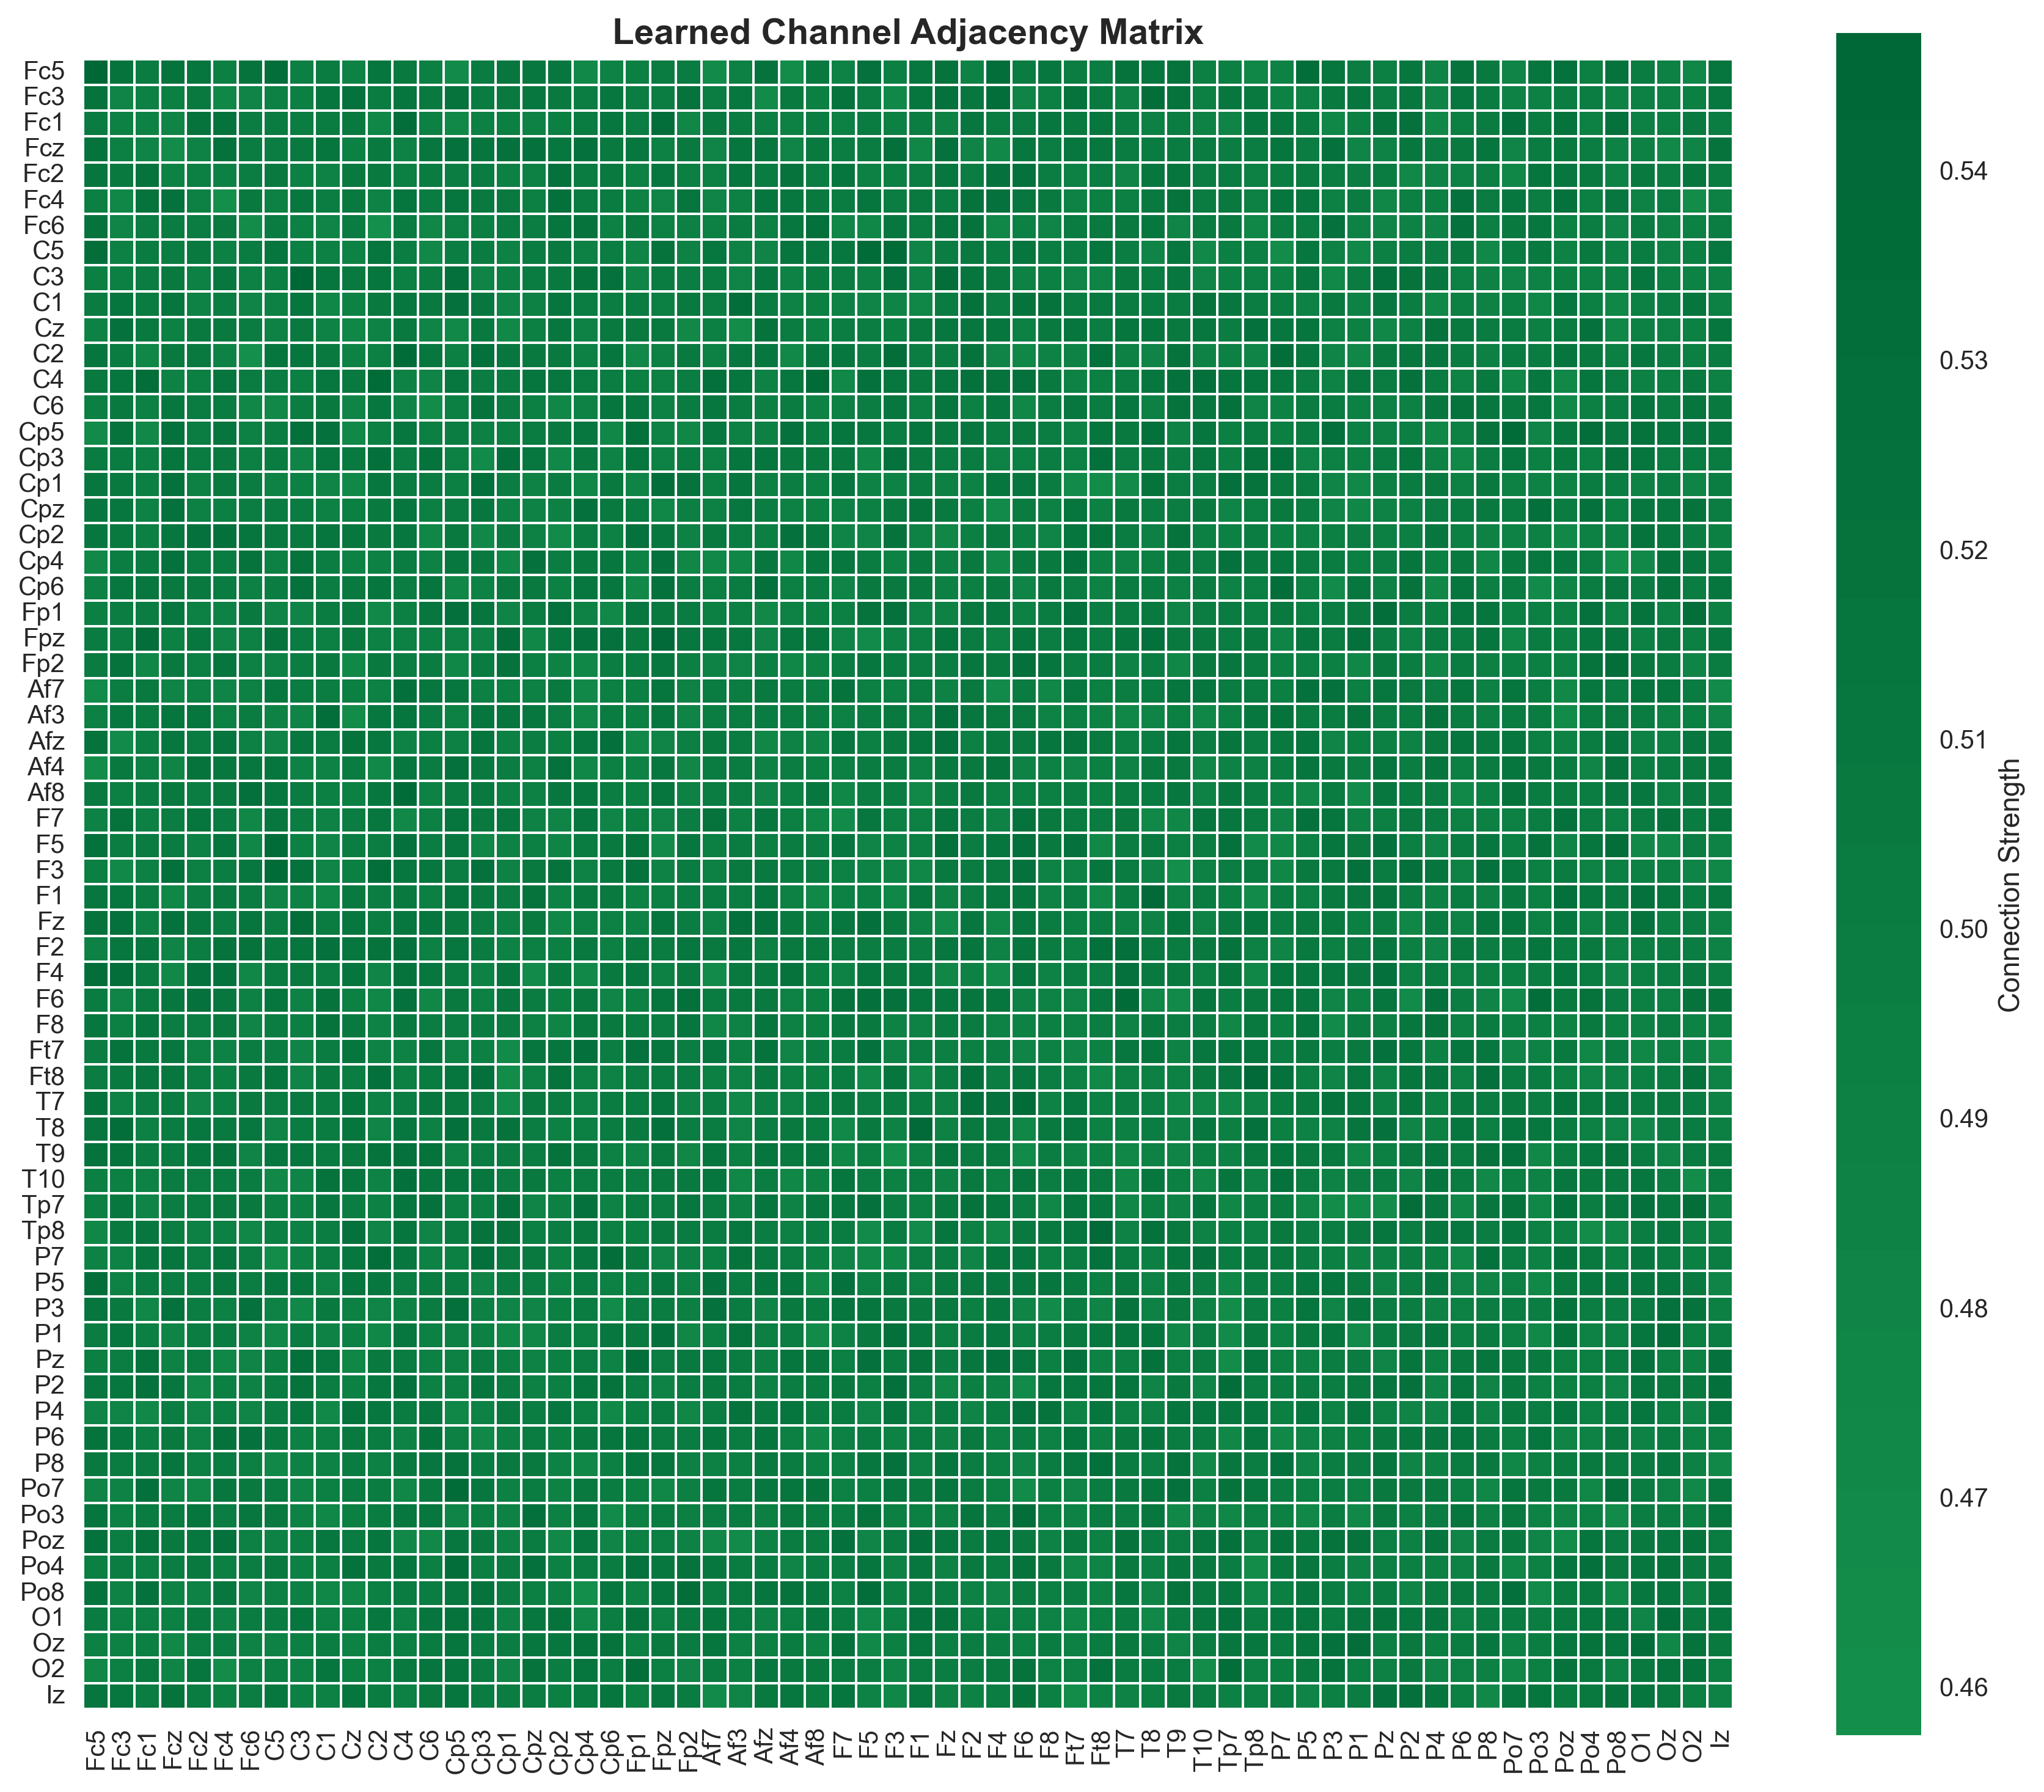 Learned Channel Adjacency Matrix
Fc5
Fc3
Fc1
Fcz
Fc2
Fc4
Fc6
C5
C3
C1
Cz
C2
C4
C6
Cp5
Cp3
Cp1
Cpz
Cp2
Cp4
Cp6
Fp1
Fpz
Fp2
Af7
Af3
Afz
Af4
Af8
F7
F5
F3
F1
Fz
F2
F4
F6
F8
Ft7
Ft8
T7
T8
T9
T10
Tp7
Tp8
P7
P5
P3
P1
Pz
P2
P4
P6
P8
Po7
Po3
Poz
Po4
Po8
O1
Oz
O2
Iz
Fc5 Fc3 Fc1 Fcz Fc2 Fc4 Fc6 C5 C3 C1 Cz C2 C4 C6 Cp5 Cp3 Cp1 Cpz Cp2 Cp4 Cp6 Fp1 Fpz Fp2 Af7 Af3 Afz Af4 Af8 F7 F5 F3 F1 Fz F2 F4 F6 F8 Ft7 Ft8 T7 T8 T9 T10 Tp7 Tp8 P7 P5 P3 P1 Pz P2 P4 P6 P8 Po7 Po3 Poz Po4 Po8 O1 Oz O2 Iz
0.54
0.53
0.52
0.51
0.50
0.49
0.48
0.47
0.46
Connection Strength